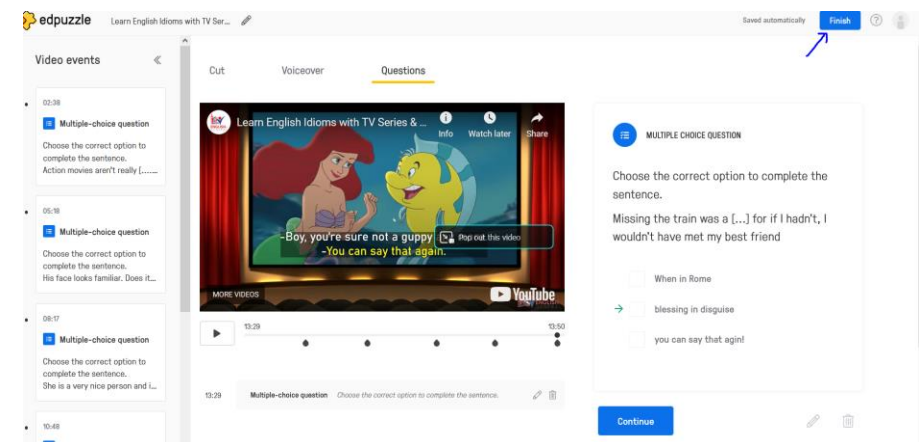 edpuzzle
Learn English Idioms with TV Ser...
Saved automatically
Finish
?
Video events
«
02:38
Multiple-choice question
Choose the correct option to
complete the sentence.
Action movies aren't really [......
05:18
Multiple-choice question
Choose the correct option to
complete the sentence.
His face looks familiar. Does it...
08:17
Multiple-choice question
Choose the correct option to
complete the sentence.
She is a very nice person and i...
10:48
Cut
Voiceover
Questions
Learn English Idioms with TV Series & ...
Info
Watch later
Share
-Boy, you're sure not a guppy
Pop out this video
-You can say that again.
MORE VIDEOS
YouTube
13:29
13:50
13:29
Multiple-choice question
Choose the correct option to complete the sentence.
MULTIPLE CHOICE QUESTION
Choose the correct option to complete the
sentence.
Missing the train was a [...] for if I hadn't, I
wouldn't have met my best friend
When in Rome
blessing in disguise
you can say that agin!
Continue